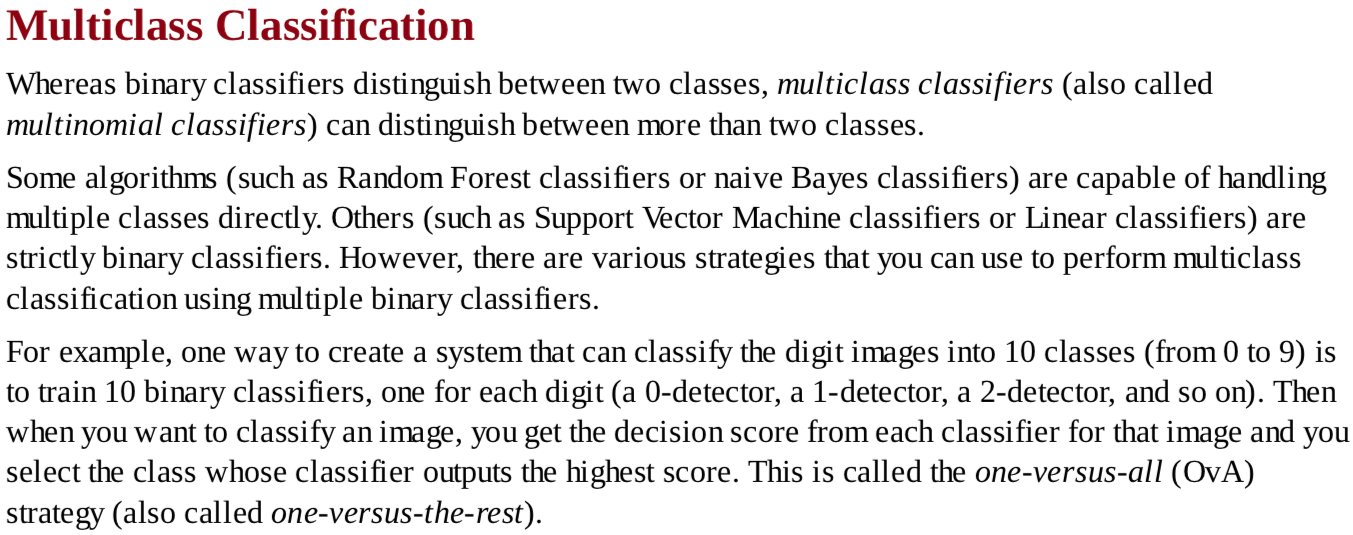 Multiclass Classification
Whereas binary classifiers distinguish between two classes, multiclass classifiers (also called
multinomial classifiers) can distinguish between more than two classes.
Some algorithms (such as Random Forest classifiers or naive Bayes classifiers) are capable of handling
multiple classes directly. Others (such as Support Vector Machine classifiers or Linear classifiers) are
strictly binary classifiers. However, there are various strategies that you can use to perform multiclass
classification using multiple binary classifiers.
For example, one way to create a system that can classify the digit images into 10 classes (from 0 to 9) is
to train 10 binary classifiers, one for each digit (a 0-detector, a 1-detector, a 2-detector, and so on). Then
when you want to classify an image, you get the decision score from each classifier for that image and you
select the class whose classifier outputs the highest score. This is called the one-versus-all (OvA)
strategy (also called one-versus-the-rest).